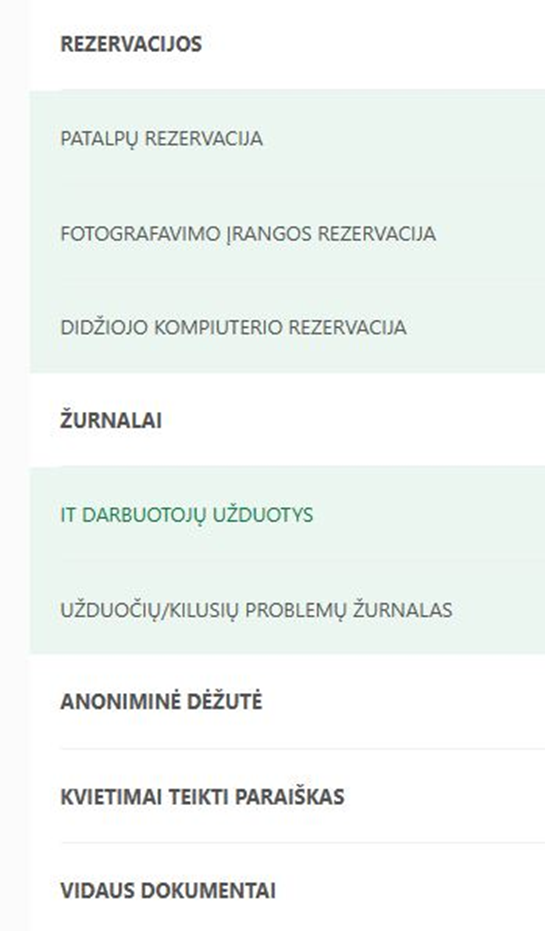 REZERVACIJOS
PATALPŲ REZERVACIJA
FOTOGRAFAVIMO ĮRANGOS REZERVACIJA
DIDŽIOJO KOMPIUTERIO REZERVACIJA
ŽURNALAI
IT DARBUOTOJŲ UŽDUOTYS
UŽDUOČIŲ/KILUSIŲ PROBLEMŲ ŽURNALAS
ANONIMINĖ DĖŽUTĖ
KVIETIMAI TEIKTI PARAIŠKAS
VIDAUS DOKUMENTAI